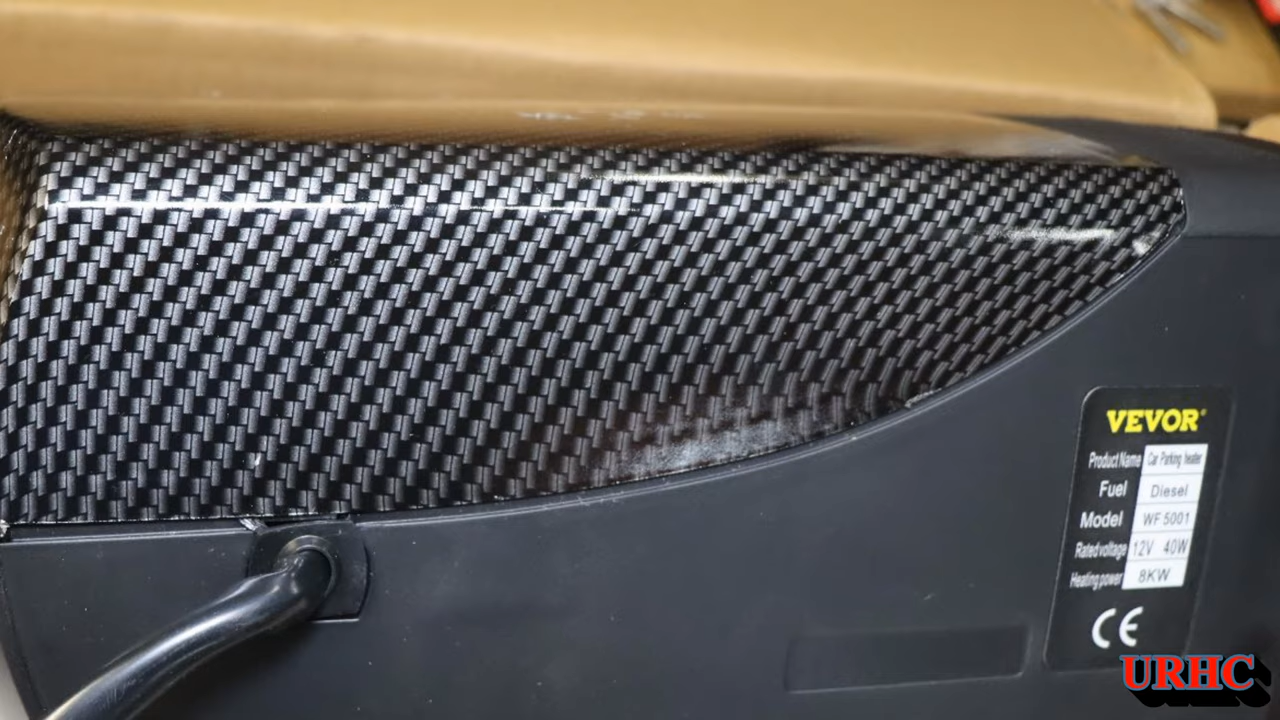 VEVOR®
Product Name Car Parking heater
Fuel Diesel
Model WF 5001
Rated voltage 12V 40W
Heating power 8KW
CE
URHC